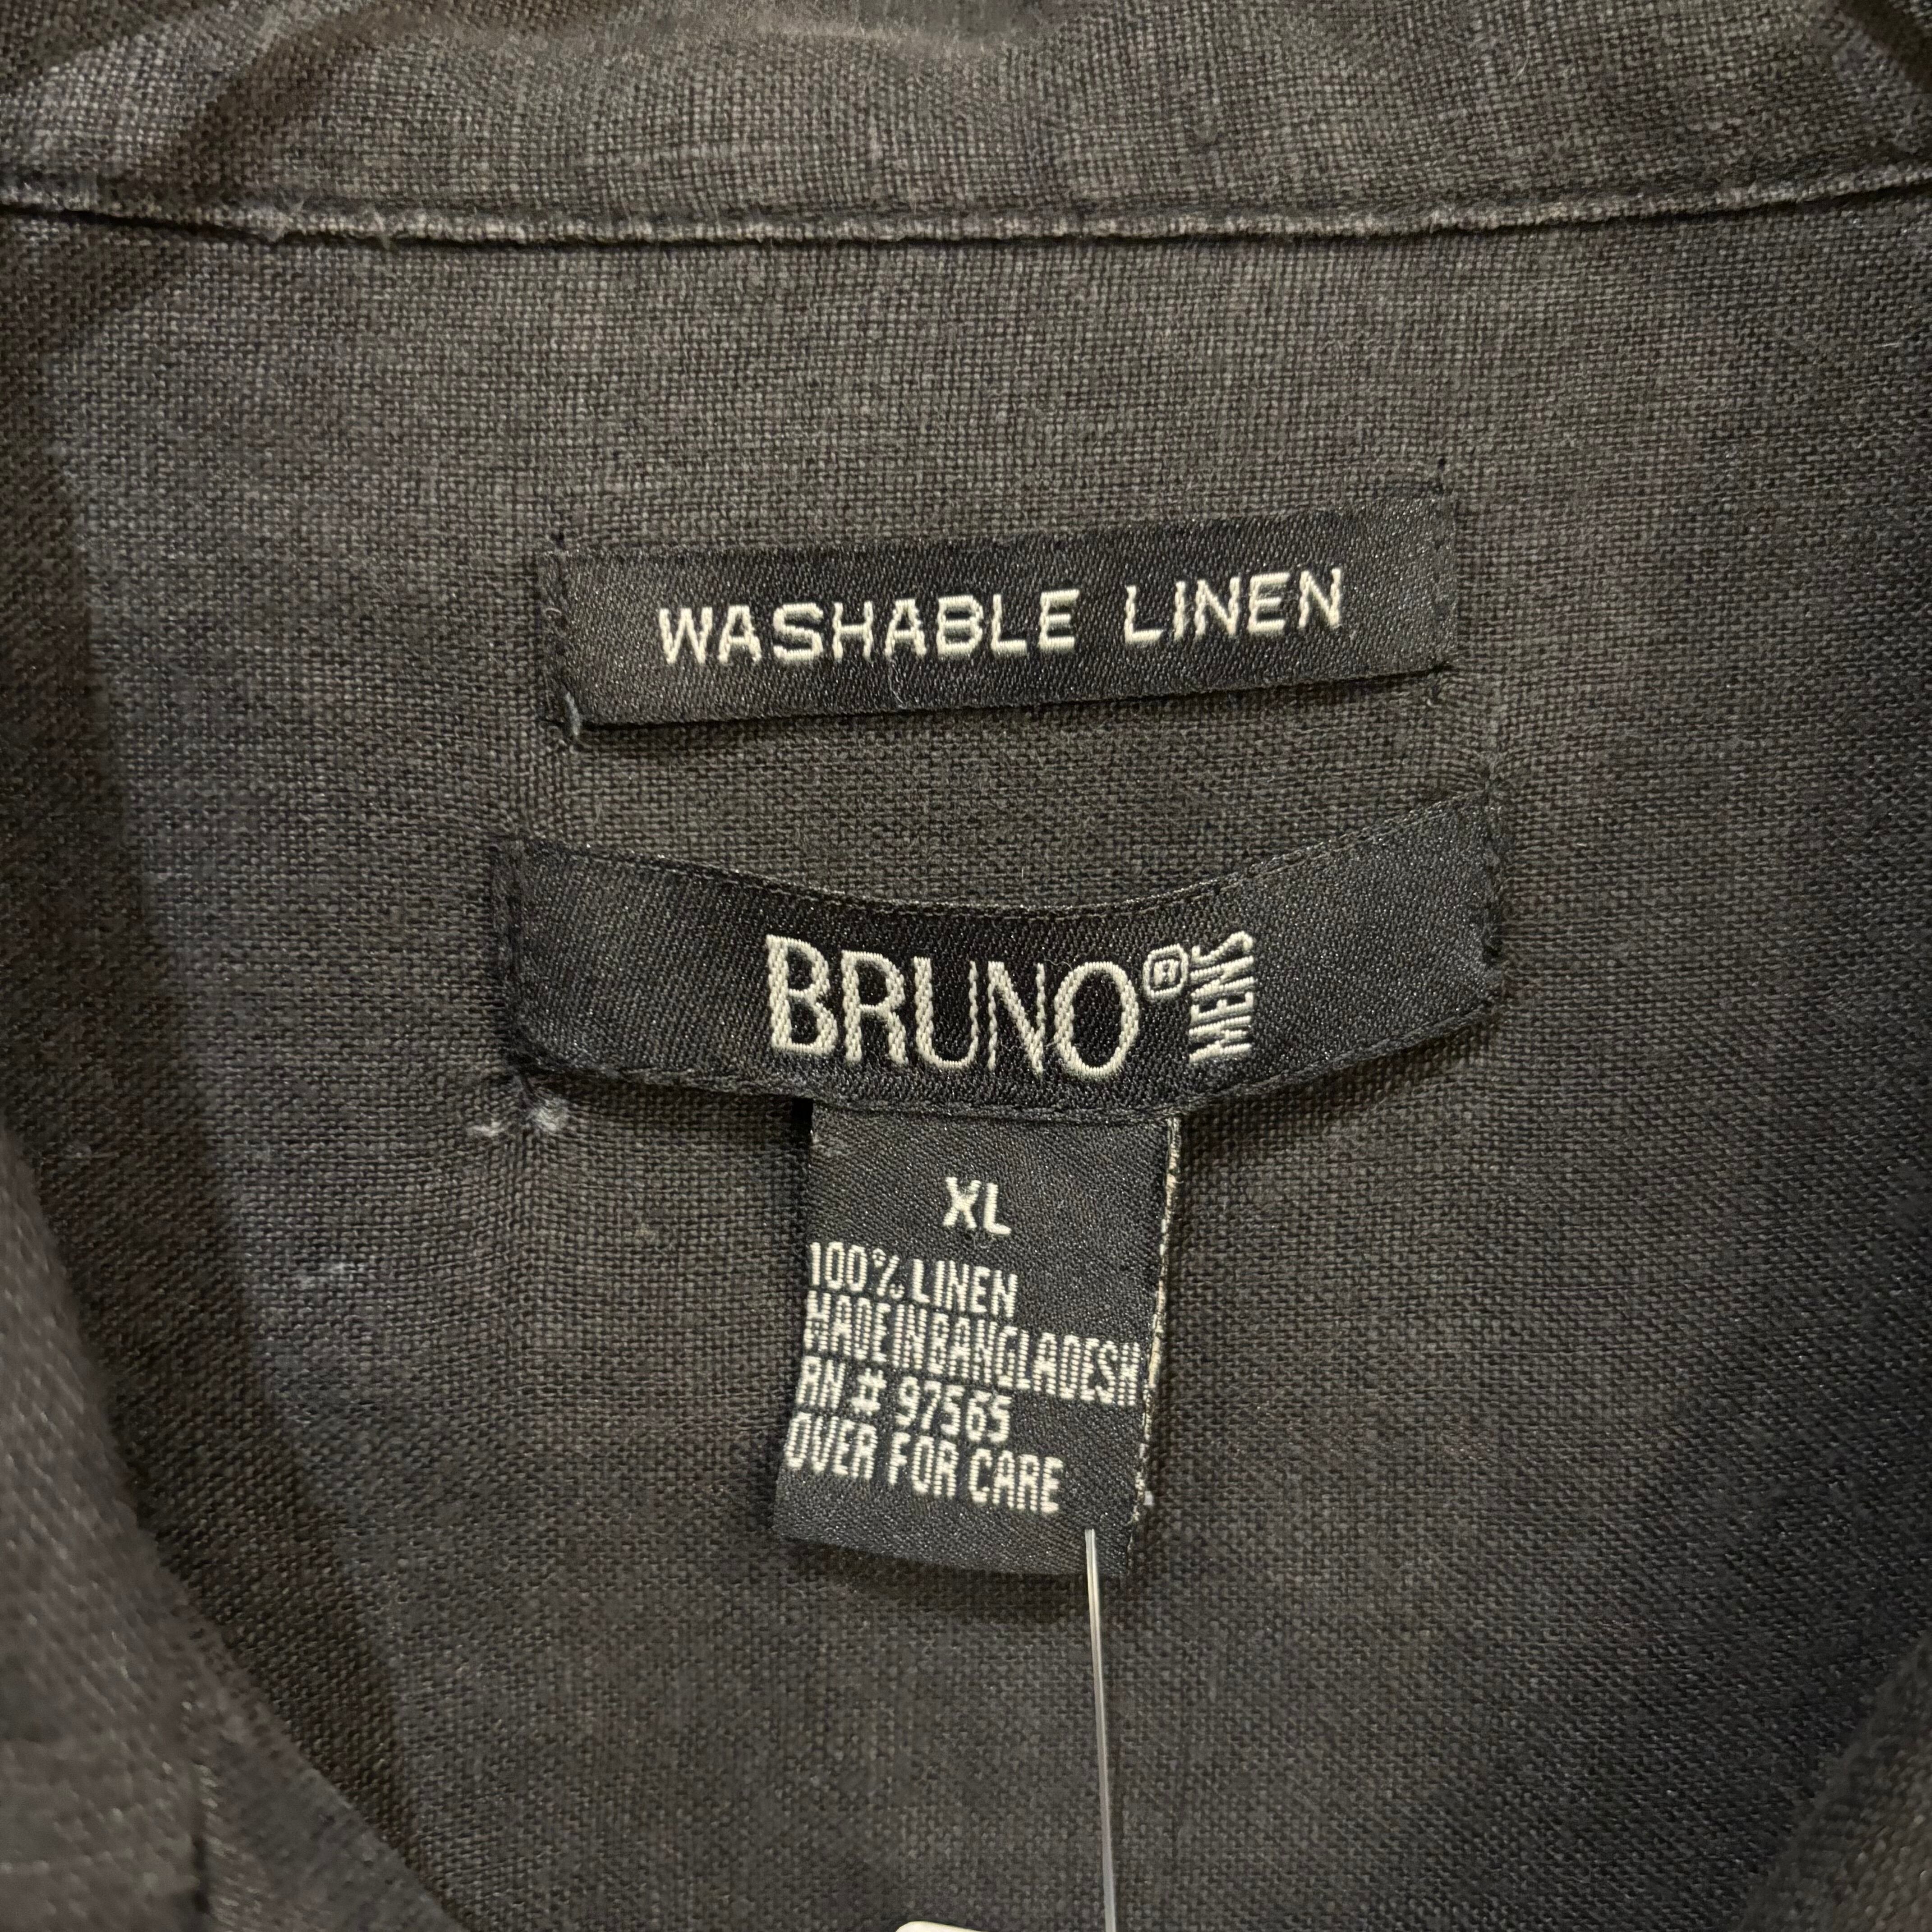 WASHABLE LINEN
BRUNO® MENS
XL
100% LINEN
MADE IN BANGLADESH
RN # 97565
OVER FOR CARE